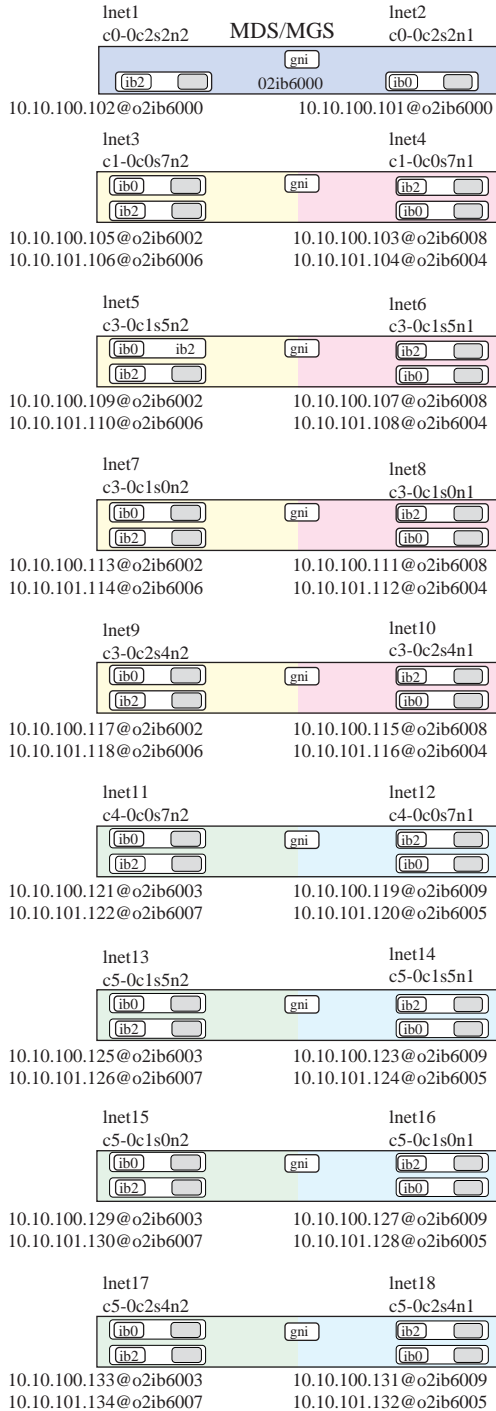 lnet1 lnet2
c0-0c2s2n2 MDS/MGS c0-0c2s2n1
gni
ib2 02ib6000 ib0
10.10.100.102@o2ib6000 10.10.100.101@o2ib6000
lnet3 lnet4
c1-0c0s7n2 c1-0c0s7n1
ib0 gni ib2
ib2 ib0
10.10.100.105@o2ib6002 10.10.100.103@o2ib6008
10.10.101.106@o2ib6006 10.10.101.104@o2ib6004
lnet5 lnet6
c3-0c1s5n2 c3-0c1s5n1
ib0 ib2 gni ib2
ib2 ib0
10.10.100.109@o2ib6002 10.10.100.107@o2ib6008
10.10.101.110@o2ib6006 10.10.101.108@o2ib6004
lnet7 lnet8
c3-0c1s0n2 c3-0c1s0n1
ib0 gni ib2
ib2 ib0
10.10.100.113@o2ib6002 10.10.100.111@o2ib6008
10.10.101.114@o2ib6006 10.10.101.112@o2ib6004
lnet9 lnet10
c3-0c2s4n2 c3-0c2s4n1
ib0 gni ib2
ib2 ib0
10.10.100.117@o2ib6002 10.10.100.115@o2ib6008
10.10.101.118@o2ib6006 10.10.101.116@o2ib6004
lnet11 lnet12
c4-0c0s7n2 c4-0c0s7n1
ib0 gni ib2
ib2 ib0
10.10.100.121@o2ib6003 10.10.100.119@o2ib6009
10.10.101.122@o2ib6007 10.10.101.120@o2ib6005
lnet13 lnet14
c5-0c1s5n2 c5-0c1s5n1
ib0 gni ib2
ib2 ib0
10.10.100.125@o2ib6003 10.10.100.123@o2ib6009
10.10.101.126@o2ib6007 10.10.101.124@o2ib6005
lnet15 lnet16
c5-0c1s0n2 c5-0c1s0n1
ib0 gni ib2
ib2 ib0
10.10.100.129@o2ib6003 10.10.100.127@o2ib6009
10.10.101.130@o2ib6007 10.10.101.128@o2ib6005
lnet17 lnet18
c5-0c2s4n2 c5-0c2s4n1
ib0 gni ib2
ib2 ib0
10.10.100.133@o2ib6003 10.10.100.131@o2ib6009
10.10.101.134@o2ib6007 10.10.101.132@o2ib6005